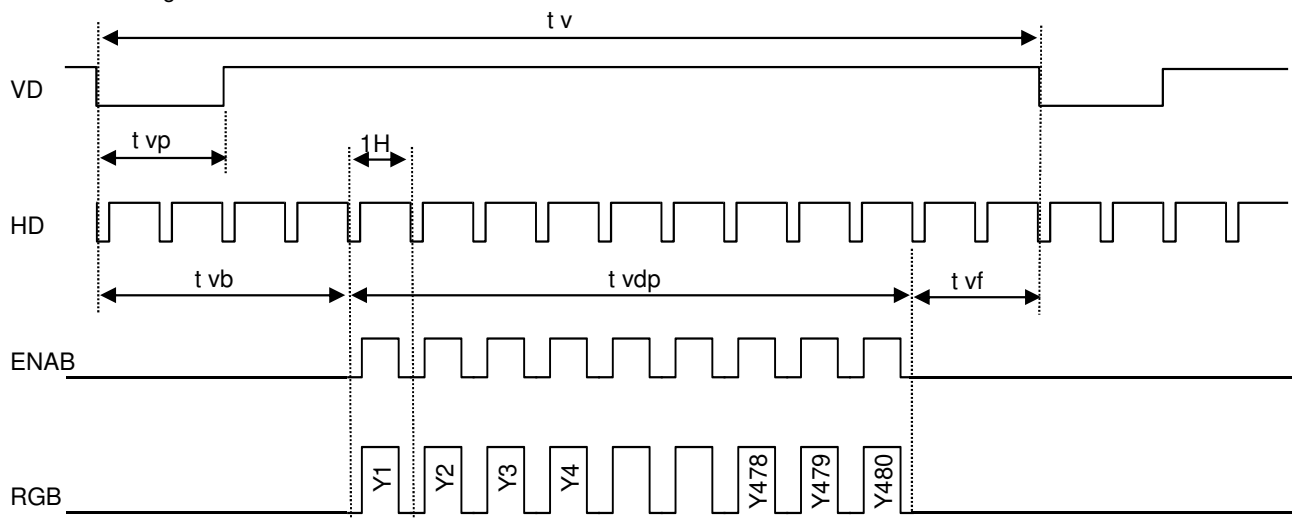 t v
VD
t vp
1H
HD
t vb
t vdp
t vf
ENAB
RGB
Y1
Y2
Y3
Y4
Y478
Y479
Y480